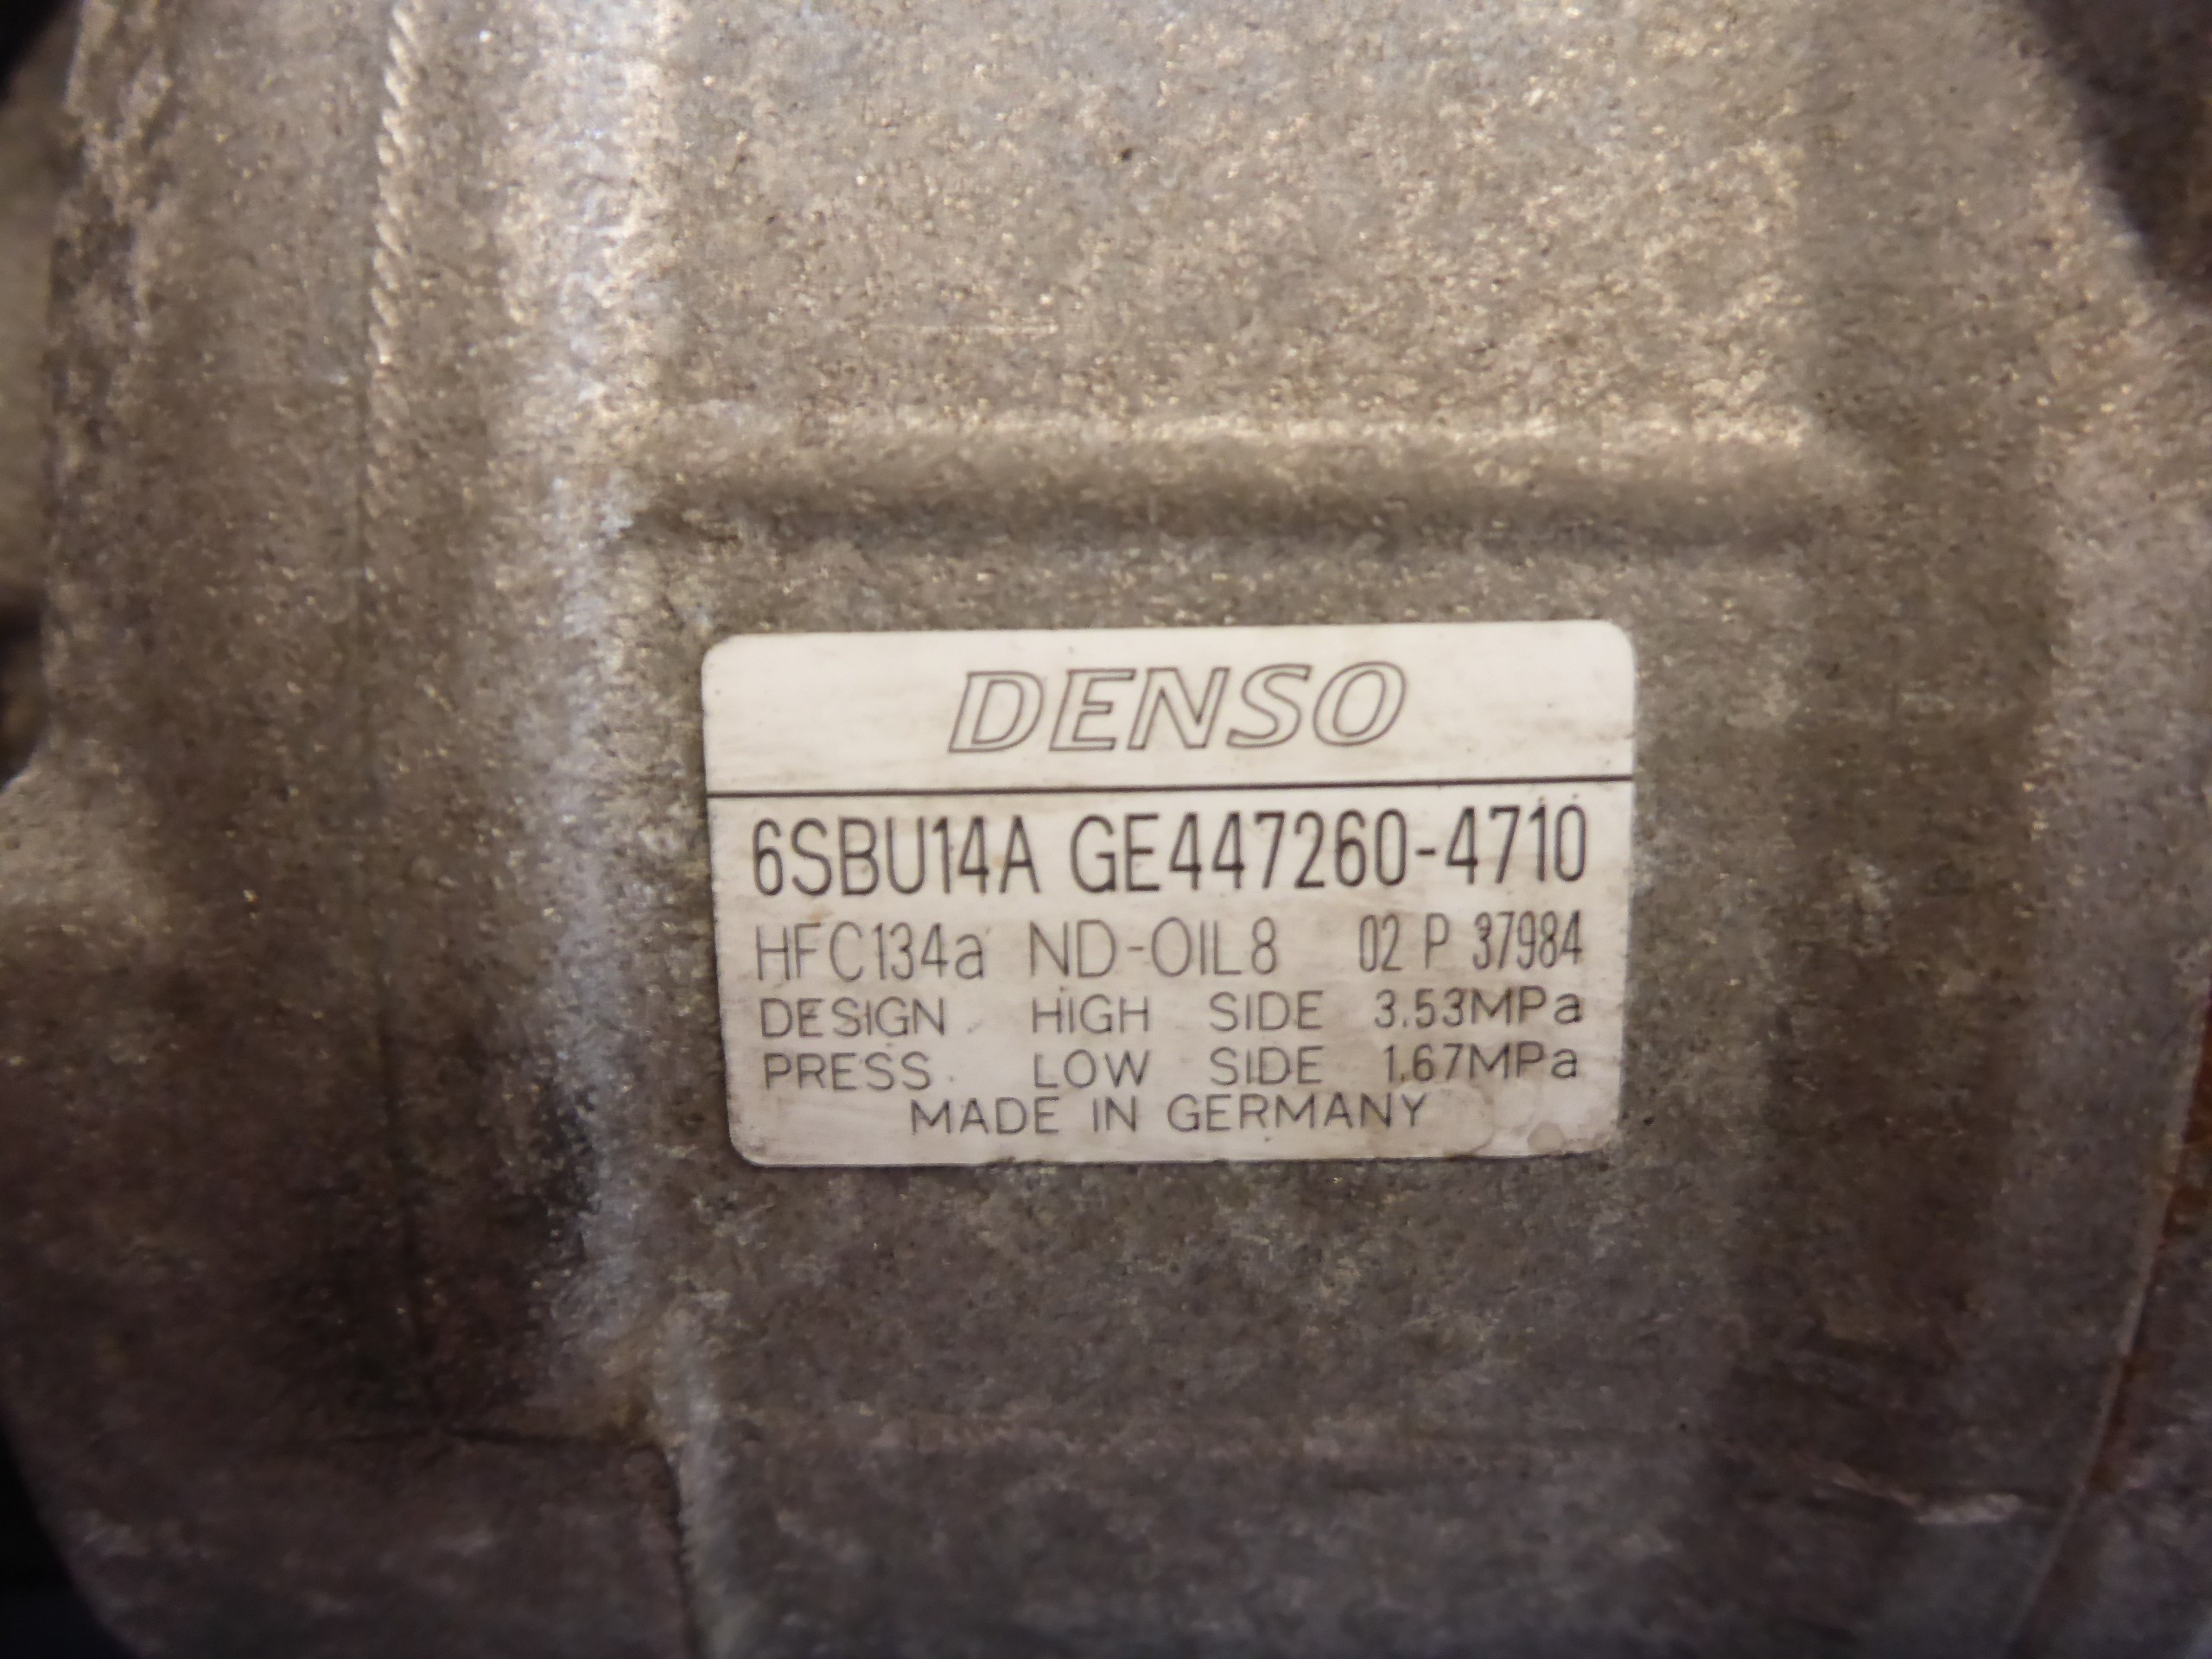 DENSO
6SBU14A GE447260-4710
HFC134a ND-OIL8 02 P 37984
DESIGN HIGH SIDE 3.53MPa
PRESS. LOW SIDE 1.67MPa
MADE IN GERMANY